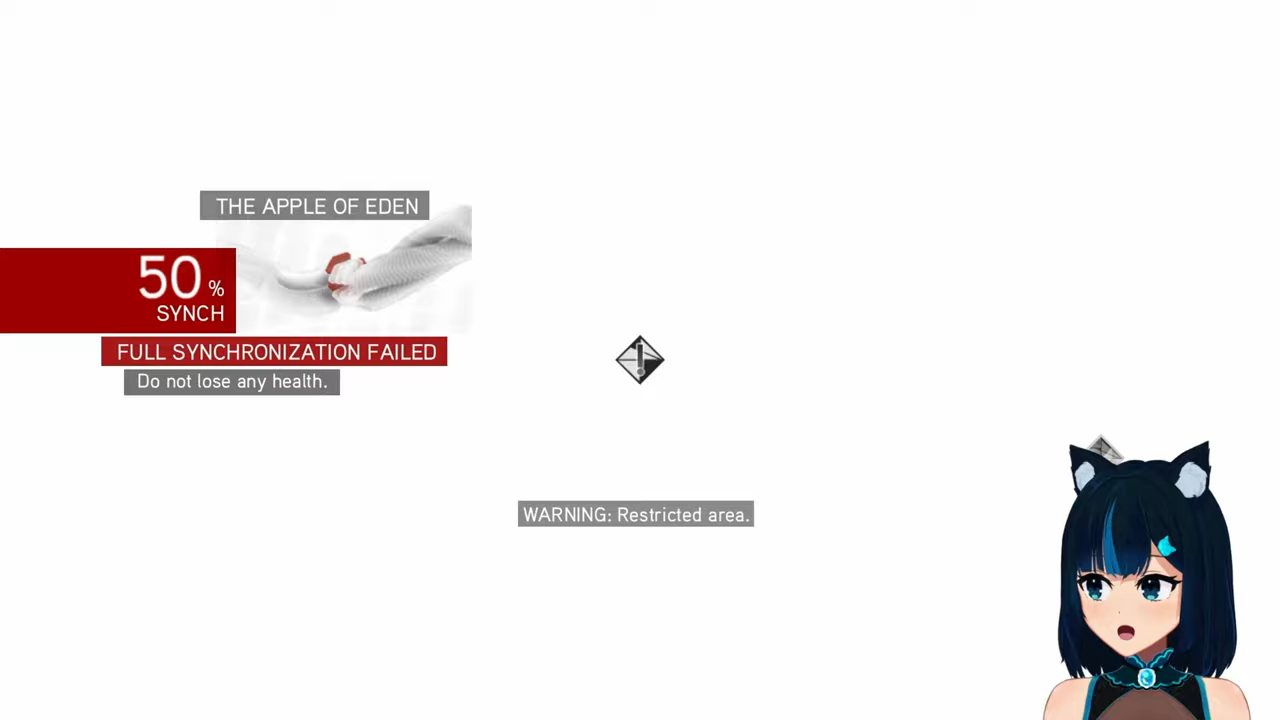 THE APPLE OF EDEN
50 %
SYNCH
FULL SYNCHRONIZATION FAILED
Do not lose any health.
WARNING: Restricted area.